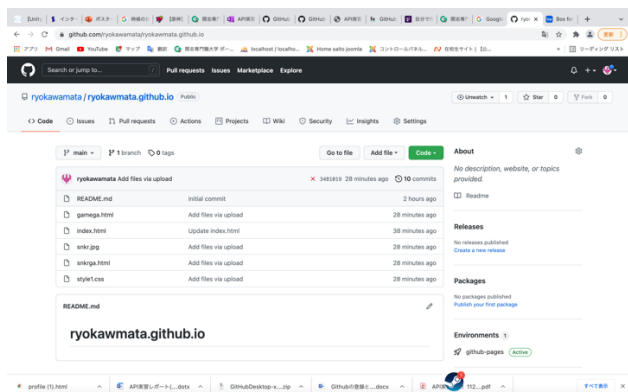 github.com/ryokawamata/ryokawmata.github.io
アプリ
M Gmail
YouTube
マップ
翻訳
localhost / localho...
Home salto joomla
コントロールパネル...
リーディング リスト
Search or jump to...
Pull requests Issues Marketplace Explore
ryokawamata / ryokawmata.github.io Public
Unwatch 1 Star 0 Fork 0
Code Issues Pull requests Actions Projects Wiki Security Insights Settings
main 1 branch 0 tags Go to file Add file Code
ryokawamata Add files via upload 28 minutes ago 10 commits
README.md Initial commit 2 hours ago
gamega.html Add files via upload 28 minutes ago
index.html Update index.html 38 minutes ago
snkr.jpg Add files via upload 28 minutes ago
snkrga.html Add files via upload 28 minutes ago
style1.css Add files via upload 28 minutes ago
README.md
ryokawmata.github.io
About
No description, website, or topics
provided.
Readme
Releases
No releases published
Create a new release
Packages
No packages published
Publish your first package
Environments 1
github-pages Active
profile (1).html
API実習レポート(....dotx
GitHubDesktop-x....zip
Githubの登録と....docx
112...pdf
すべて表示